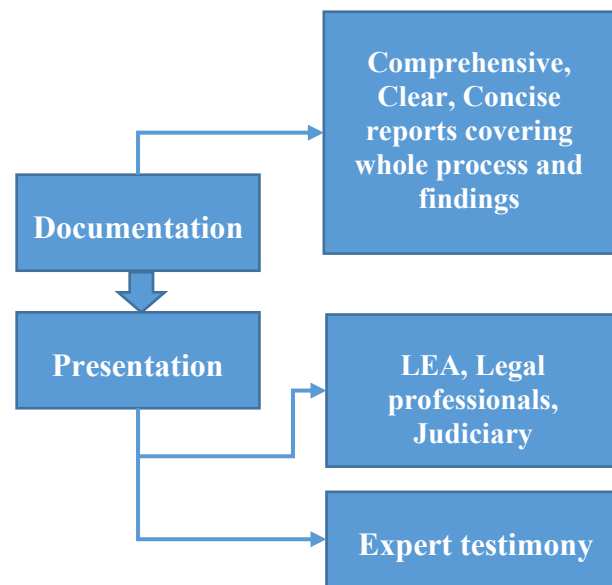 Comprehensive,
Clear, Concise
reports covering
whole process and
findings
Documentation
Presentation
LEA, Legal
professionals,
Judiciary
Expert testimony